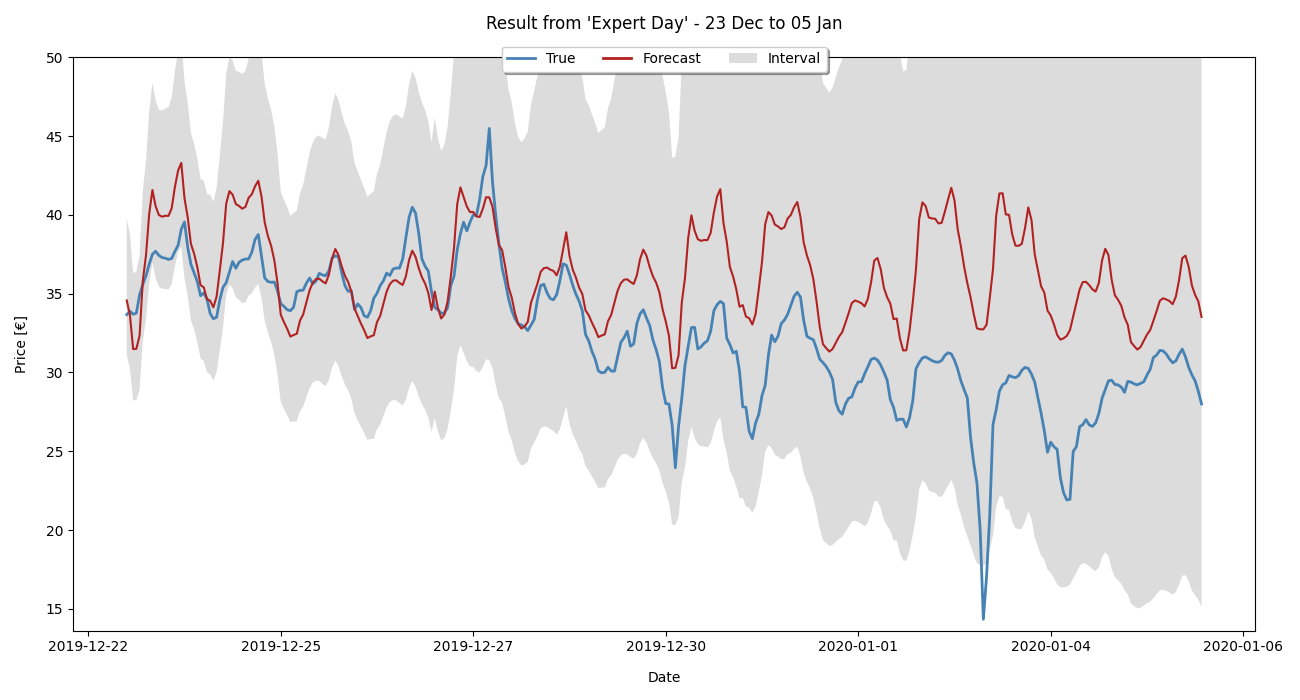 Result from 'Expert Day' - 23 Dec to 05 Jan
True Forecast Interval
50
45
40
35
30
25
20
15
Price [€]
2019-12-22 2019-12-25 2019-12-27 2019-12-30 2020-01-01 2020-01-04 2020-01-06
Date